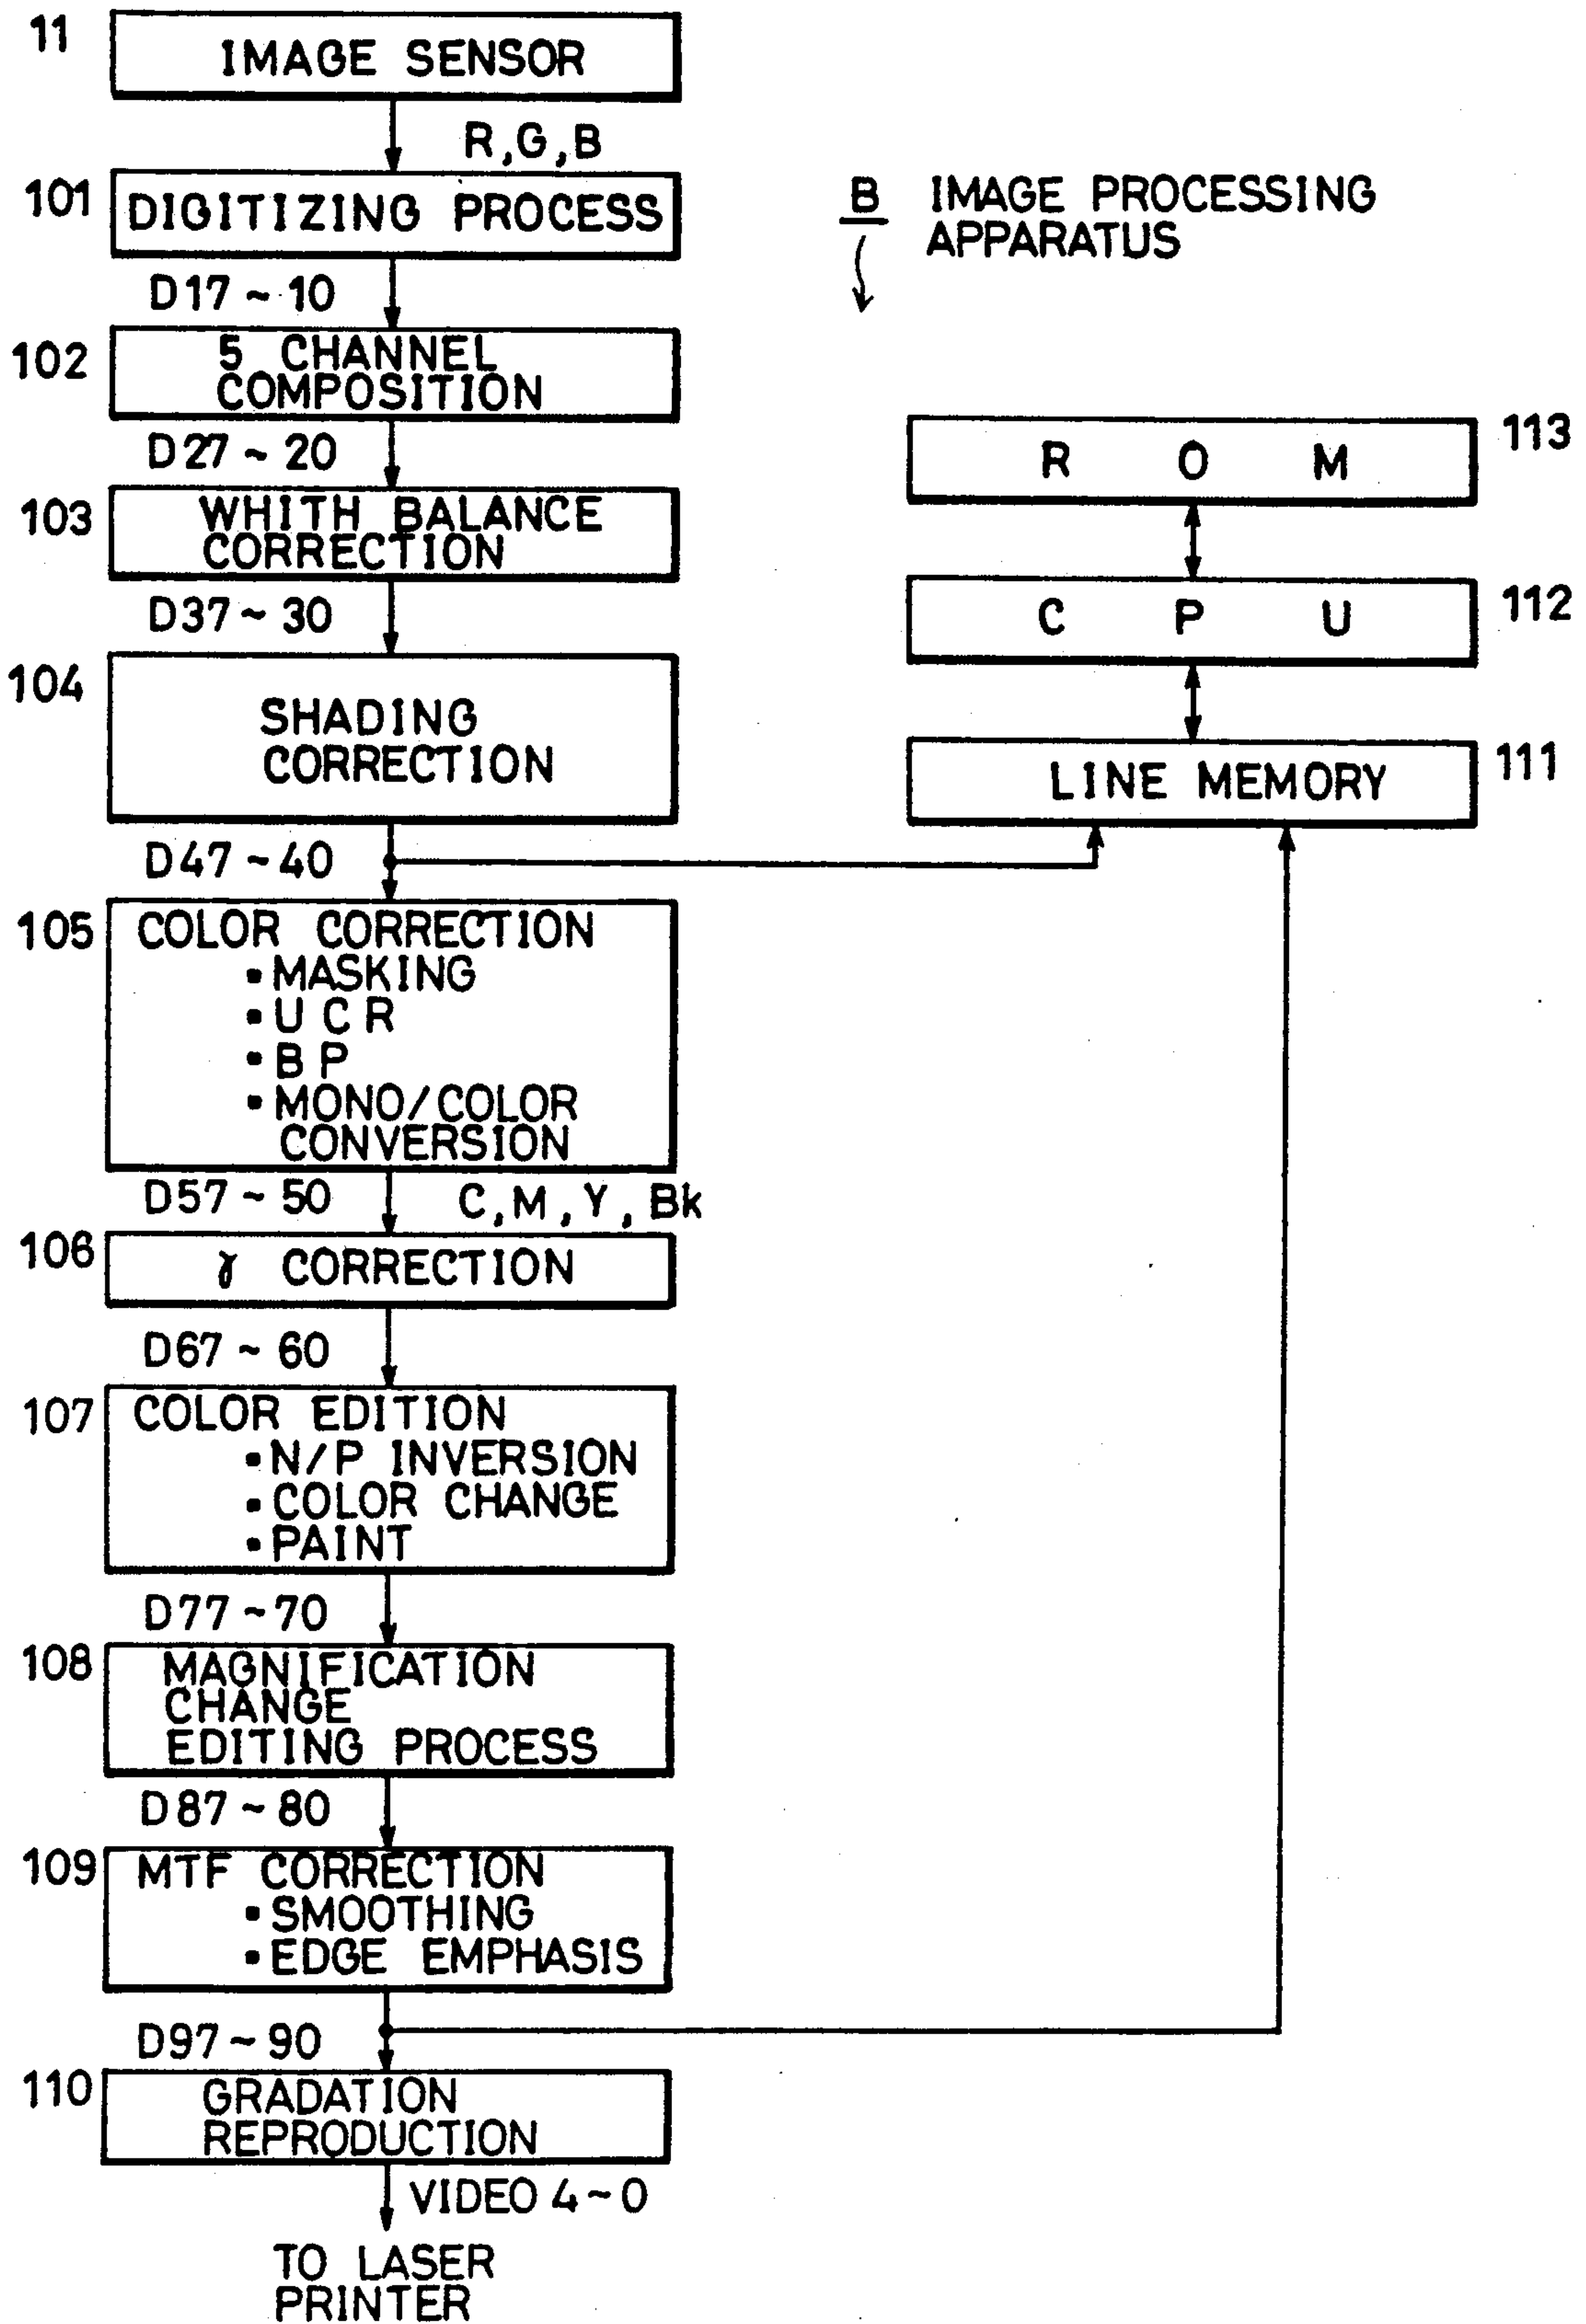 11
IMAGE SENSOR
R,G,B
101
DIGITIZING PROCESS
D17~10
102
5 CHANNEL
COMPOSITION
D27~20
103
WHITH BALANCE
CORRECTION
D37~30
104
SHADING
CORRECTION
D47~40
105
COLOR CORRECTION
▪MASKING
▪UCR
▪BP
▪MONO/COLOR
CONVERSION
D57~50
C,M,Y,Bk
106
γ CORRECTION
D67~60
107
COLOR EDITION
▪N/P INVERSION
▪COLOR CHANGE
▪PAINT
D77~70
108
MAGNIFICATION
CHANGE
EDITING PROCESS
D87~80
109
MTF CORRECTION
▪SMOOTHING
▪EDGE EMPHASIS
D97~90
110
GRADATION
REPRODUCTION
VIDEO 4~0
TO LASER
PRINTER
B IMAGE PROCESSING
APPARATUS
R O M
113
C P U
112
LINE MEMORY
111